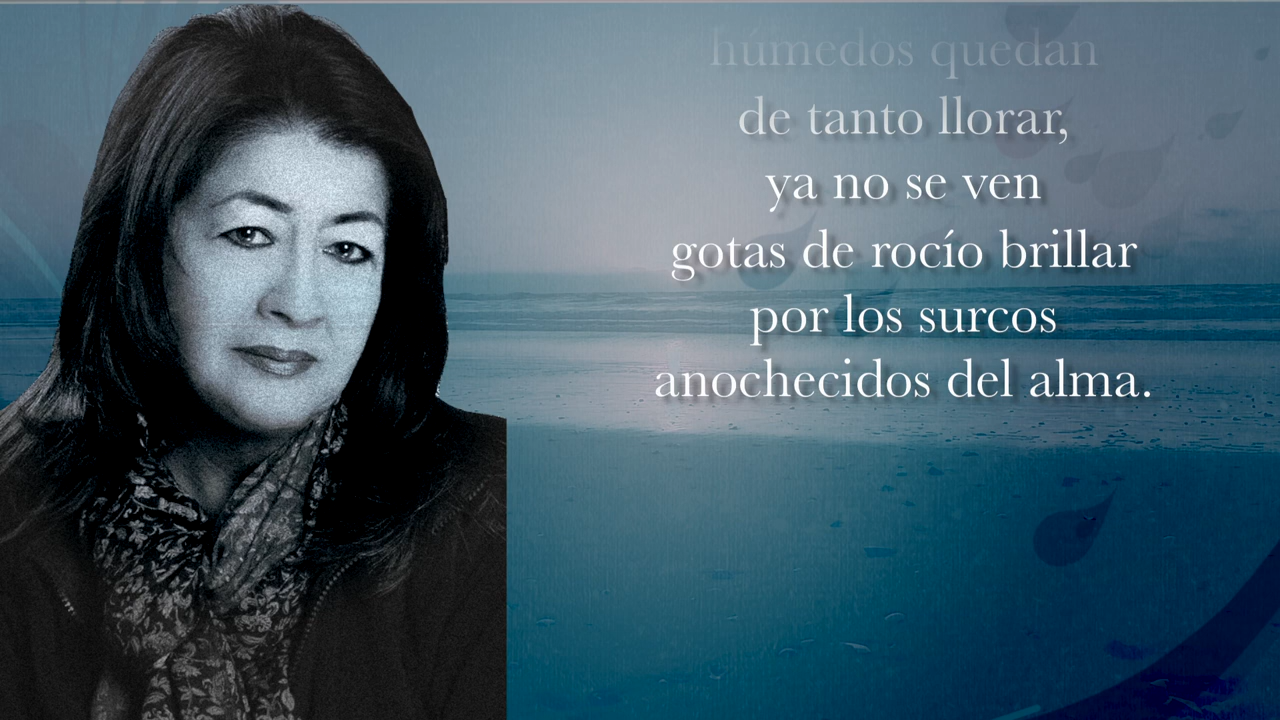 húmedos quedan
de tanto llorar,
ya no se ven
gotas de rocío brillar
por los surcos
anochecidos del alma.